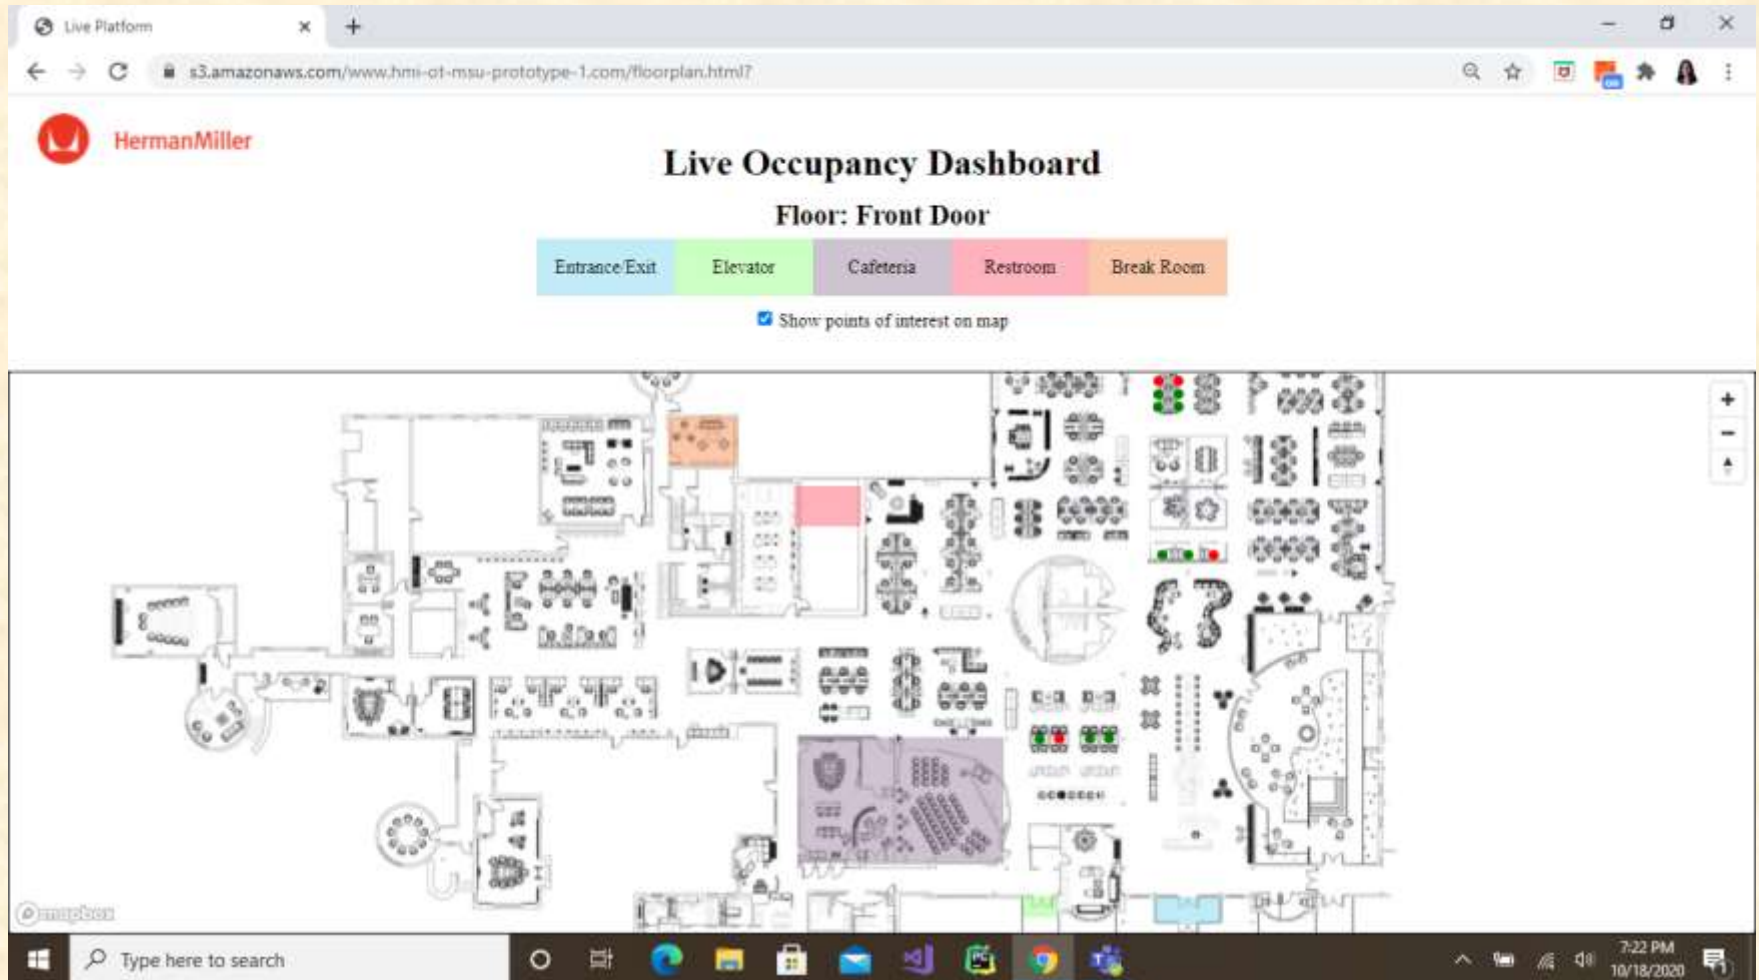 Live Platform
s3.amazonaws.com/www.hmi-ot-msu-prototype-1.com/floorplan.html?
HermanMiller
Live Occupancy Dashboard
Floor: Front Door
Entrance/Exit Elevator Cafeteria Restroom Break Room
Show points of interest on map
mapbox
Type here to search
7:22 PM
10/18/2020